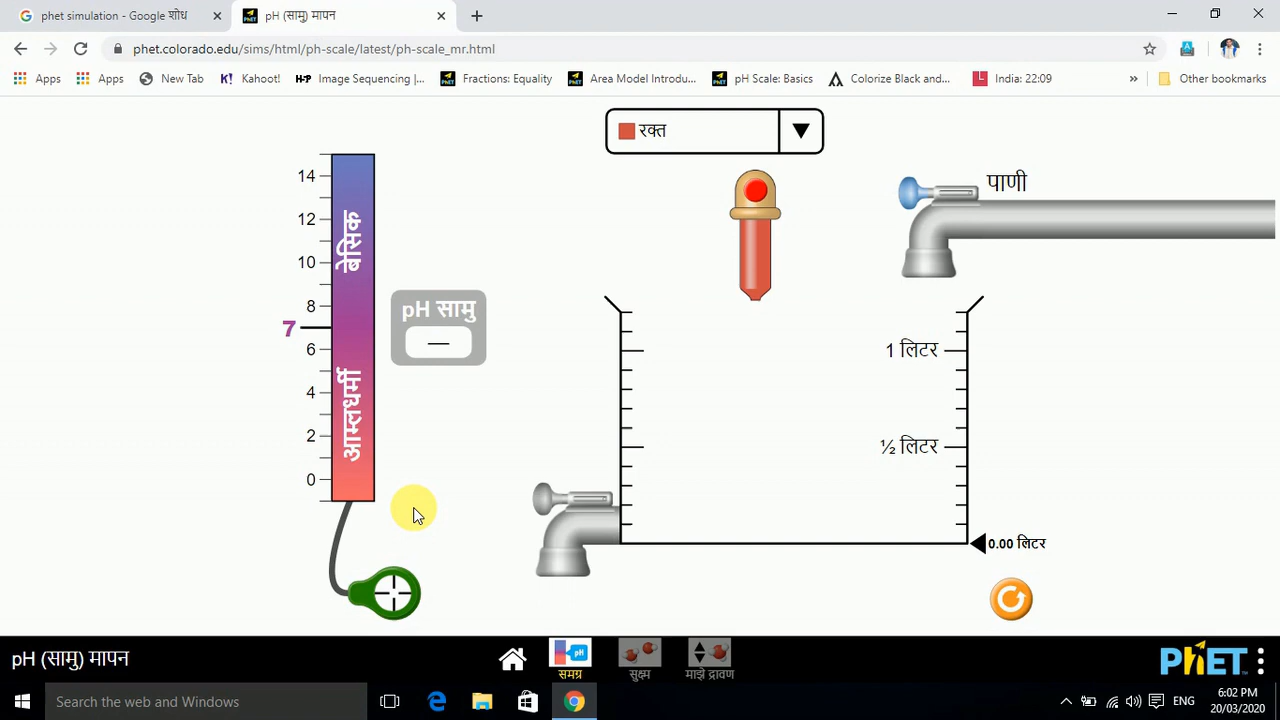 phet simulation - Google शोध
pH (सामु) मापन
phet.colorado.edu/sims/html/ph-scale/latest/ph-scale_mr.html
Apps
Apps
New Tab
Kahoot!
Image Sequencing |...
Fractions: Equality
Area Model Introdu...
pH Scale: Basics
Colorize Black and...
India: 22:09
»
Other bookmarks
रक्त
पाणी
14
12
10
8
7
6
4
2
0
बेसिक
आम्लधर्मी
pH सामु
—
1 लिटर
½ लिटर
0.00 लिटर
pH (सामु) मापन
pH
समग्र
सुक्ष्म
माझे द्रावण
PhET
Search the web and Windows
ENG
6:02 PM
20/03/2020